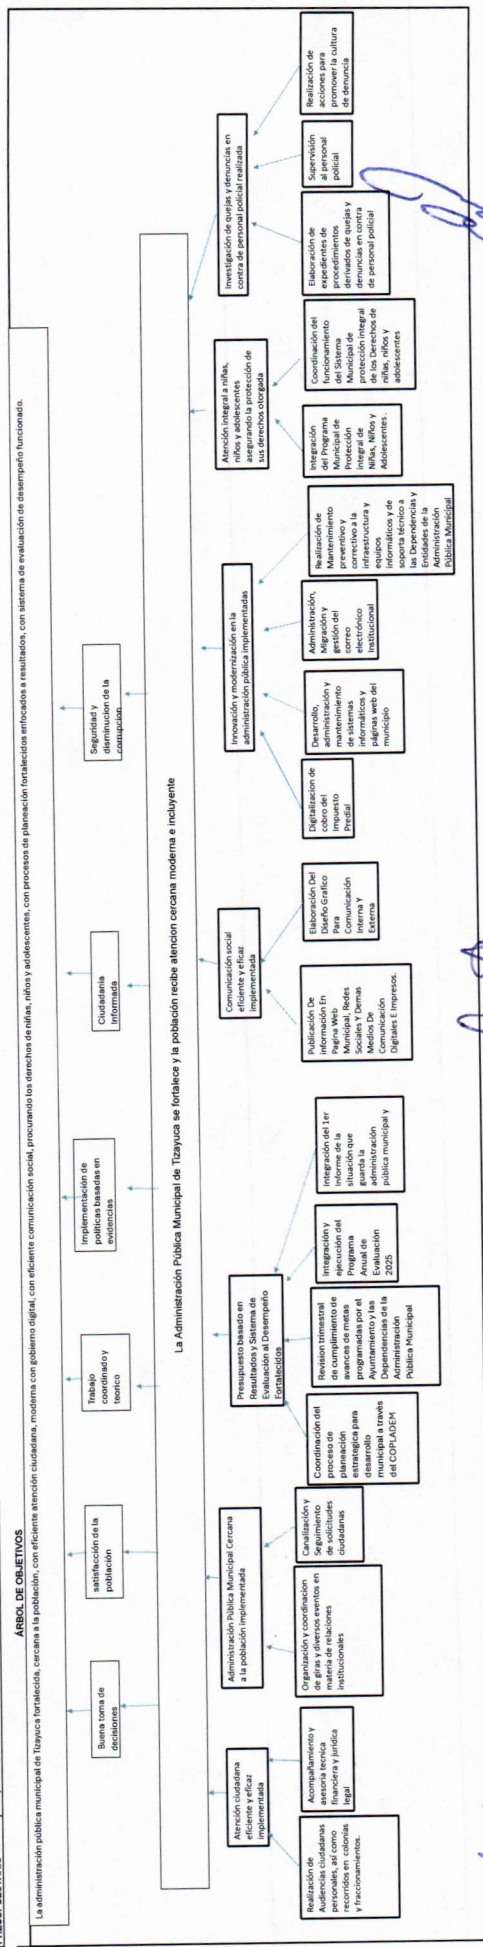 ÁRBOL DE OBJETIVOS
La administración pública municipal de Tizayuca fortalecida, cercana a la población, con eficiente atención ciudadana, moderna con gobierno digital, con eficiente comunicación social, procurando los derechos de niñas, niños y adolescentes, con procesos de planeación fortalecidos enfocados a resultados, con sistema de evaluación de desempeño funcionado.
Buena toma de
decisiones
satisfacción de la
población
Trabajo
coordinado y
teorico
Implementación de
políticas basadas en
evidencias
Ciudadania
Informada
Seguridad y
disminucion de la
corrupcion
La Administración Pública Municipal de Tizayuca se fortalece y la población recibe atencion cercana moderna e incluyente
Atención ciudadana
eficiente y eficaz
implementada
Administración Pública Municipal Cercana
a la población implementada
Presupuesto basado en
Resultados y Sistema de
Evaluación al Desempeño
Fortalecidos
Comunicación social
eficiente y eficaz
implementada
Innovación y modernización en la
administración pública implementadas
Atención integral a niñas,
niños y adolescentes
asegurando la protección de
sus derechos otorgada
Investigación de quejas y denuncias en
contra de personal policial realizada
Realización de
Audiencias ciudadanas
personales, así como
recorridos en colonias
y fraccionamientos.
Acompañamiento y
asesoria tecnica
financiera y jurídica
legal
Organización y coordinacion
de giras y diversos eventos en
materia de relaciones
institucionales
Canalización y
Seguimiento
de solicitudes
ciudadanas
Coordinación del
proceso de
planeación
estrategica para
desarrollo
municipal a través
del COPLADEM
Revision trimestral
de cumplimiento de
avances de metas
programadas por el
Ayuntamiento y las
Dependencias de la
Administración
Pública Municipal
Integración y
ejecución del
Programa
Anual de
Evaluación
2025
Integración del 1er
Informe de la
situación que
guarda la
administración
pública municipal y
Publicación De
información En
Pagina Web
Municipal, Redes
Sociales Y Demas
Medios De
Comunicación
Digitales E Impresos.
Elaboración Del
Diseño Grafico
Para
Comunicación
Interna Y
Externa
Digitalizacion de
cobro del
Impuesto
Predial
Desarrollo,
administración y
mantenimiento
de sistemas
informáticos y
páginas web del
municipio
Administración,
Migración y
gestión del
correo
electrónico
Institucional
Realización de
Mantenimiento
preventivo y
correctivo a la
infraestructura y
equipos
informáticos y de
soporta técnico a
las Dependencias y
Entidades de la
Administración
Pública Municipal
Integración
del Programa
Municipal de
Protección
integral de
Niñas, Niños y
Adolescentes .
Coordinación del
funcionamiento
del Sistema
Municipal de
protección integral
de los Derechos de
niñas, niños y
adolescentes
Elaboración de
expedientes de
procedimientos
derivados de quejas y
denuncias en contra
de personal policial
Supervisión
al personal
policial
Realización de
acciones para
promover la cultura
de denuncia